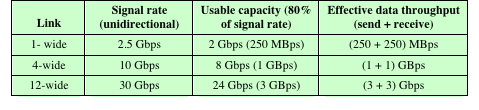 Link Signal rate (unidirectional) Usable capacity (80% of signal rate) Effective data throughput (send + receive)
1- wide 2.5 Gbps 2 Gbps (250 MBps) (250 + 250) MBps
4-wide 10 Gbps 8 Gbps (1 GBps) (1 + 1) GBps
12-wide 30 Gbps 24 Gbps (3 GBps) (3 + 3) Gbps